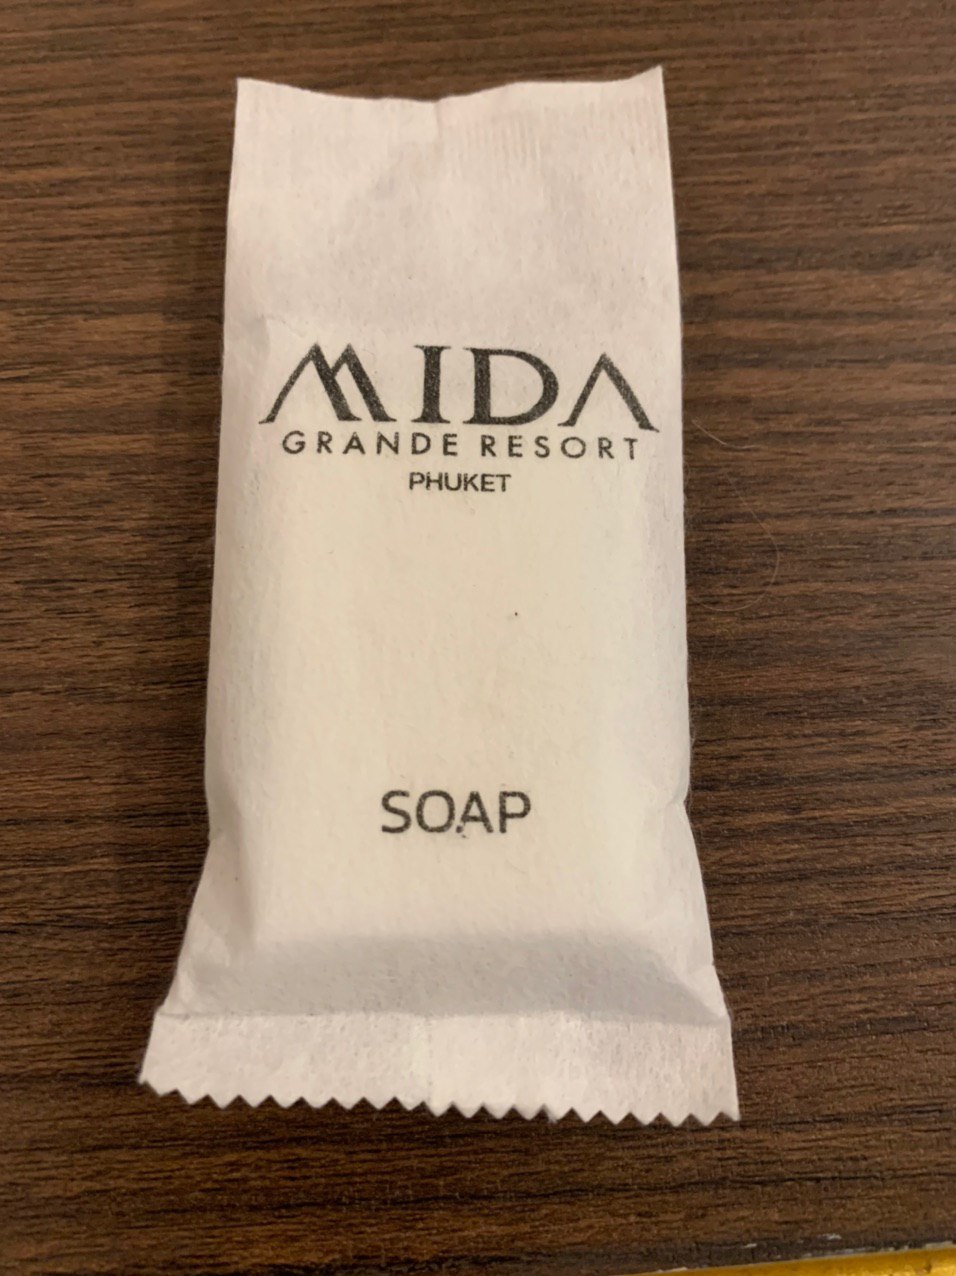 MIDA
GRANDE RESORT
PHUKET
SOAP